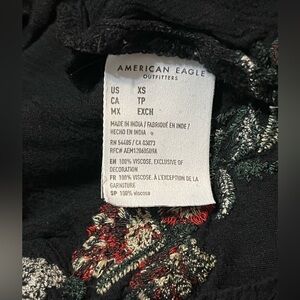 AMERICAN EAGLE
OUTFITTERS
US XS
CA TP
MX EXCH
MADE IN INDIA / FABRIQUÉ EN INDE /
HECHO EN INDIA
RN 54485 / CA 03073
EN 100% VISCOSE, EXCLUSIVE OF
DECORATION
FR 100% VISCOSE, À L'EXCEPTION DE LA
GARNITURE
SP 100% viscosa